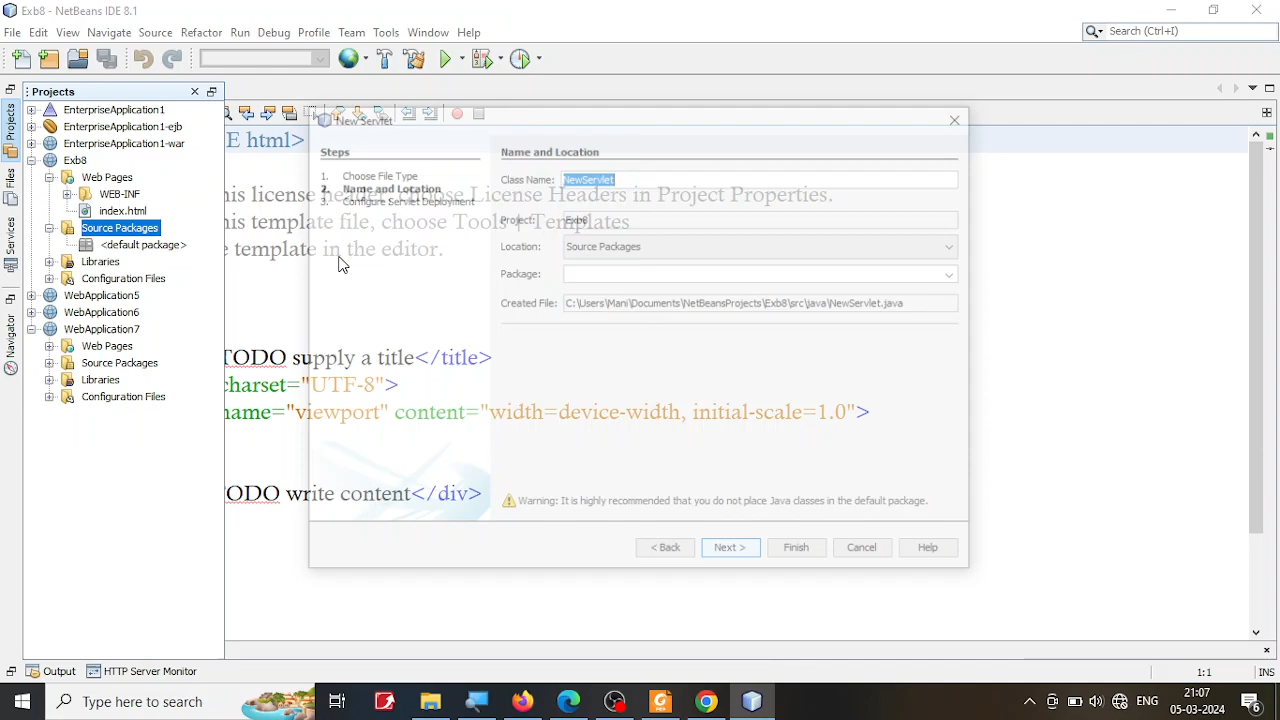 Exb8 - NetBeans IDE 8.1
File Edit View Navigate Source Refactor Run Debug Profile Team Tools Window Help
Search (Ctrl+I)
Projects
EnterpriseApplication1
EnterpriseApplication1-ejb
EnterpriseApplication1-war
Exb8
Web Pages
WEB-INF
index.html
Source Packages
<default package>
Libraries
Configuration Files
WebApplication5
WebApplication6
WebApplication7
Web Pages
Source Packages
Libraries
Configuration Files
Projects
Files
Services
Navigator
E html>
his license header, choose License Headers in Project Properties.
his template file, choose Tools | Templates
e template in the editor.
TODO supply a title</title>
charset="UTF-8">
name="viewport" content="width=device-width, initial-scale=1.0">
TODO write content</div>
New Servlet
Steps
1. Choose File Type
Name and Location
3. Configure Servlet Deployment
Name and Location
Class Name: NewServlet
Project: Exb8
Location: Source Packages
Package:
Created File: C:\Users\Mani\Documents\NetBeansProjects\Exb8\src\java\NewServlet.java
Warning: It is highly recommended that you do not place Java classes in the default package.
< Back Next > Finish Cancel Help
Output HTTP Server Monitor
1:1 INS
Type here to search
ENG
21:07
05-03-2024
6